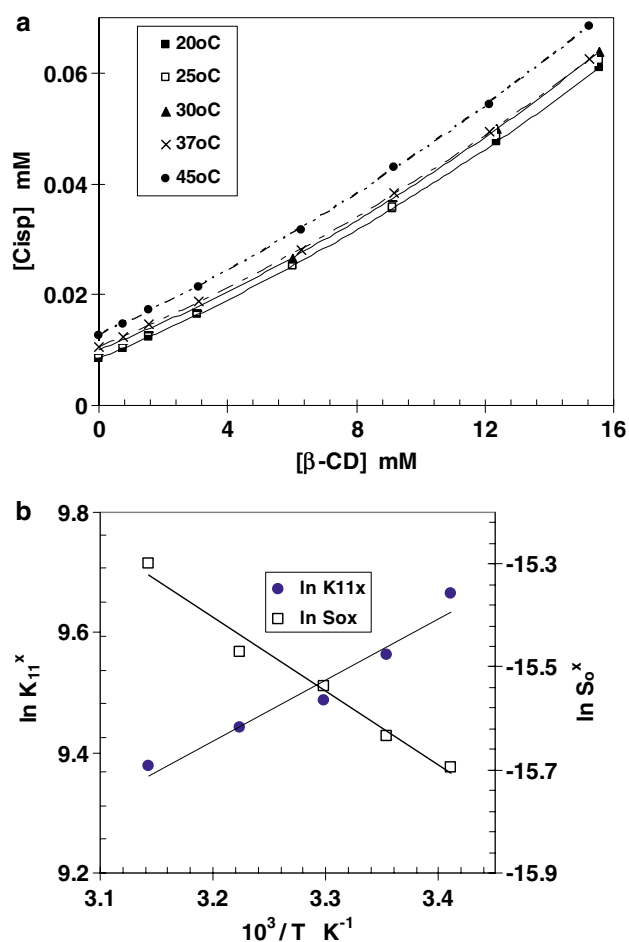 a
20oC
25oC
30oC
37oC
45oC
0.06
0.04
0.02
0
[Cisp] mM
0 4 8 12 16
[β-CD] mM
b
9.8
9.6
9.4
9.2
ln K₁₁ˣ
ln K11x
ln Sox
-15.3
-15.5
-15.7
-15.9
ln Sₒˣ
3.1 3.2 3.3 3.4
10³/T K⁻¹